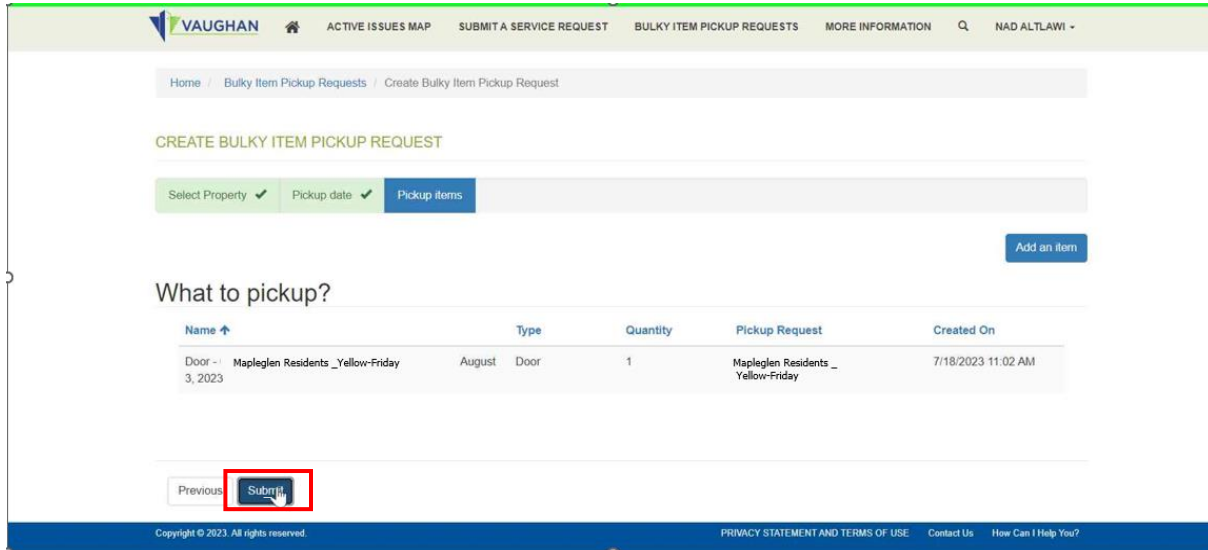 VAUGHAN ACTIVE ISSUES MAP SUBMIT A SERVICE REQUEST BULKY ITEM PICKUP REQUESTS MORE INFORMATION NAD ALTLAWI
Home / Bulky Item Pickup Requests / Create Bulky Item Pickup Request
CREATE BULKY ITEM PICKUP REQUEST
Select Property Pickup date Pickup items
Add an item
What to pickup?
Name Type Quantity Pickup Request Created On
Door - Mapleglen Residents _Yellow-Friday August Door 1 Mapleglen Residents _ 7/18/2023 11:02 AM
3, 2023 Yellow-Friday
Previous Submit
Copyright © 2023. All rights reserved. PRIVACY STATEMENT AND TERMS OF USE Contact Us How Can I Help You?